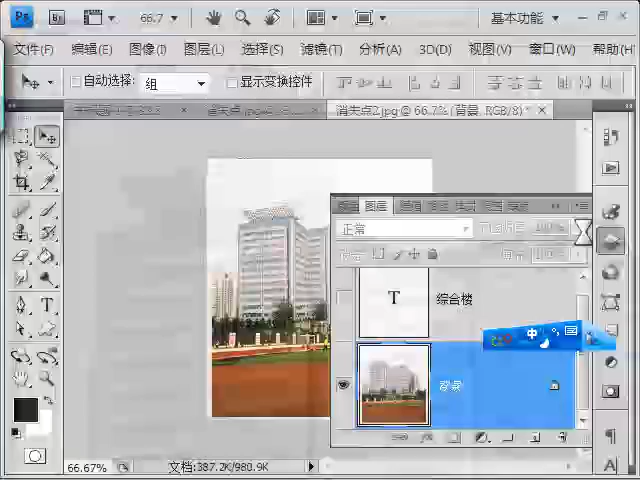 Ps 66.7 基本功能
文件(F) 编辑(E) 图像(I) 图层(L) 选择(S) 滤镜(T) 分析(A) 3D(D) 视图(V) 窗口(W) 帮助(H
自动选择: 组 显示变换控件
消失点2.jpg @ 66.7% (背景, RGB/8) *
图层
正常
T 综合楼
中
背景
66.67% 文档:387.2K/980.9K